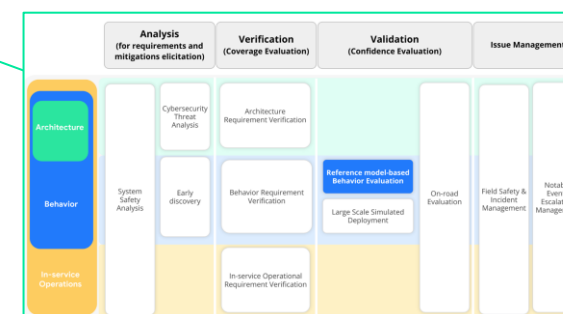 Analysis
(for requirements and
mitigations elicitation)
Verification
(Coverage Evaluation)
Validation
(Confidence Evaluation)
Issue Management
Architecture
Behavior
In-service
Operations
System
Safety
Analysis
Cybersecurity
Threat
Analysis
Early
discovery
Architecture
Requirement Verification
Behavior Requirement
Verification
In-service Operational
Requirement Verification
Reference model-based
Behavior Evaluation
Large Scale Simulated
Deployment
On-road
Evaluation
Field Safety &
Incident
Management